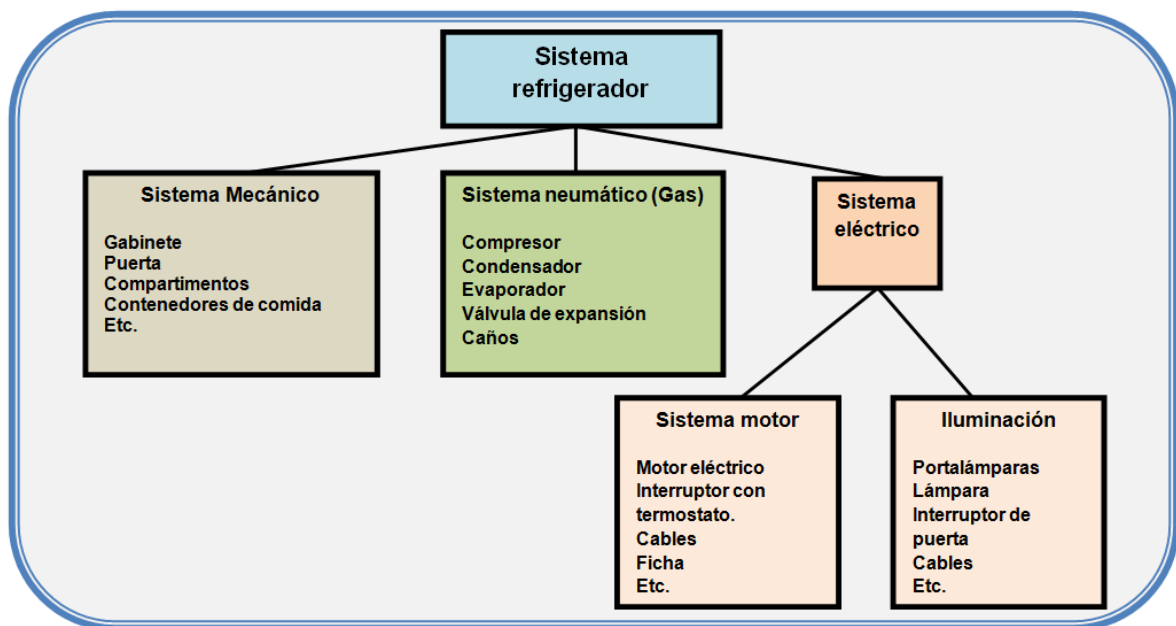 Sistema
refrigerador
Sistema Mecánico
Gabinete
Puerta
Compartimentos
Contenedores de comida
Etc.
Sistema neumático (Gas)
Compresor
Condensador
Evaporador
Válvula de expansión
Caños
Sistema
eléctrico
Sistema motor
Motor eléctrico
Interruptor con
termostato.
Cables
Ficha
Etc.
Iluminación
Portalámparas
Lámpara
Interruptor de
puerta
Cables
Etc.